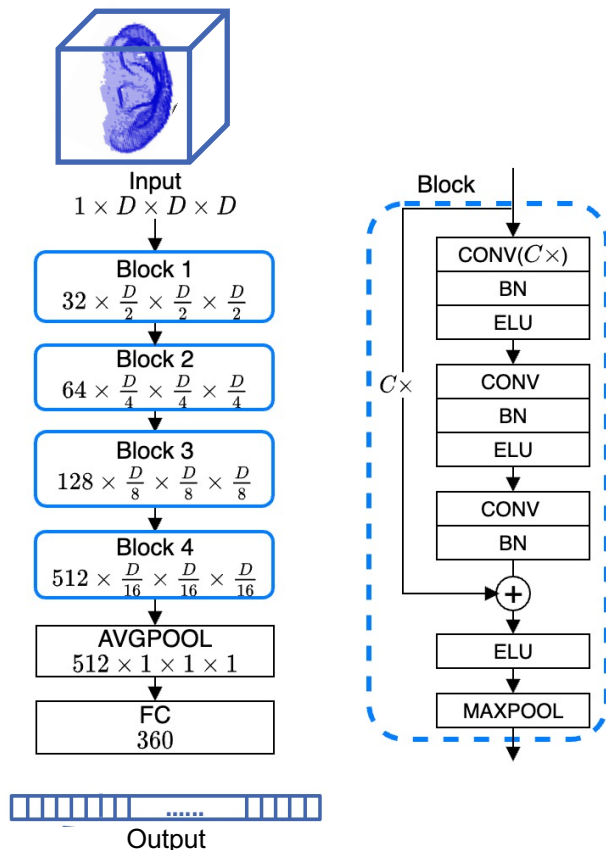 Input
1 × D × D × D
Block 1
32 × D/2 × D/2 × D/2
Block 2
64 × D/4 × D/4 × D/4
Block 3
128 × D/8 × D/8 × D/8
Block 4
512 × D/16 × D/16 × D/16
AVGPOOL
512 × 1 × 1 × 1
FC
360
......
Output
Block
CONV(C×)
BN
ELU
C×
CONV
BN
ELU
CONV
BN
+
ELU
MAXPOOL